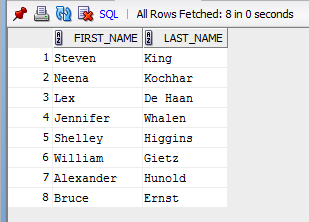 SQL | All Rows Fetched: 8 in 0 seconds
FIRST_NAME LAST_NAME
1 Steven King
2 Neena Kochhar
3 Lex De Haan
4 Jennifer Whalen
5 Shelley Higgins
6 William Gietz
7 Alexander Hunold
8 Bruce Ernst